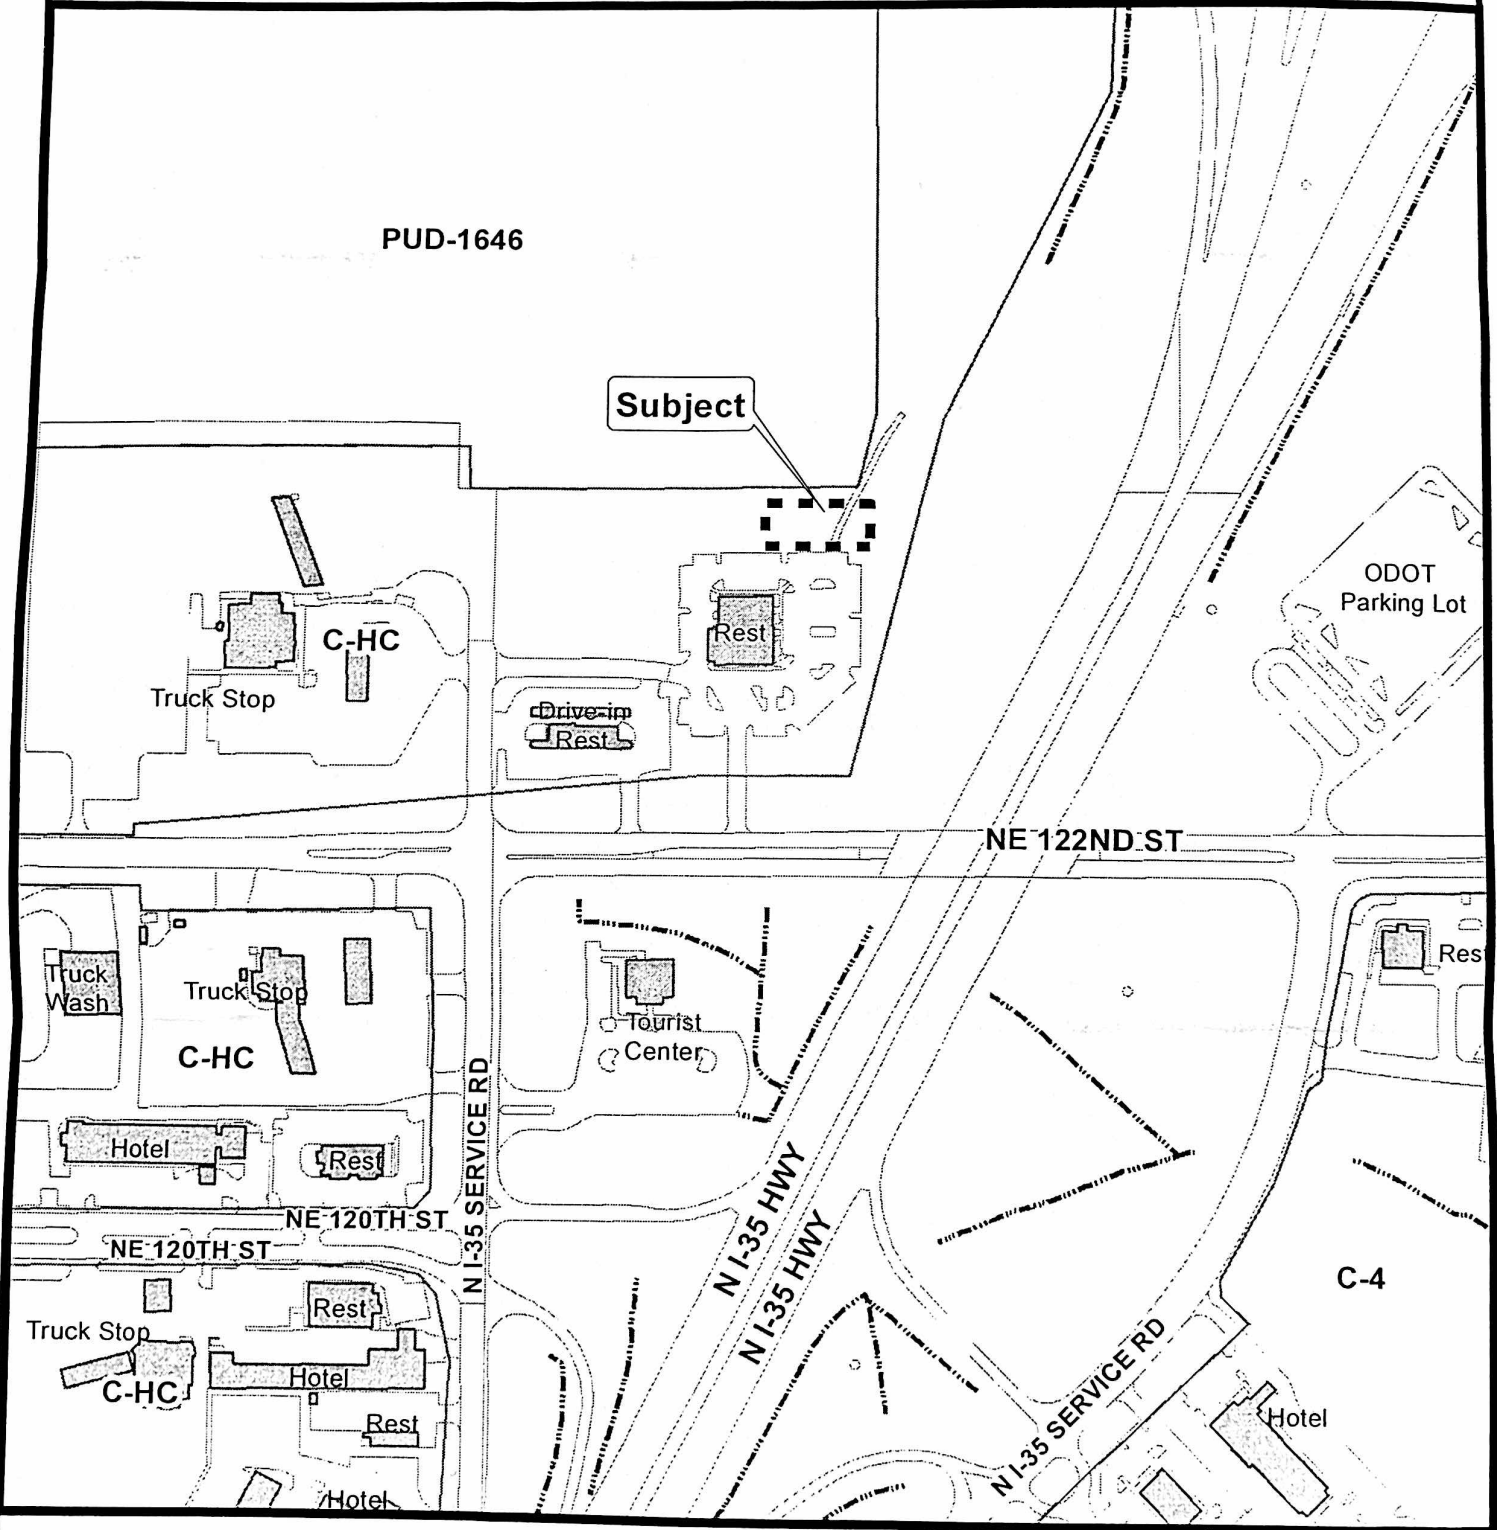 PUD-1646
Subject
ODOT
Parking Lot
Rest
C-HC
Truck Stop
Drive-in
Rest
NE 122ND ST
Rest
Truck
Wash
Truck Stop
Tourist
Center
C-HC
N I-35 SERVICE RD
Hotel
Rest
N I-35 HWY
N I-35 HWY
NE 120TH ST
NE 120TH ST
C-4
Rest
Truck Stop
Hotel
C-HC
N I-35 SERVICE RD
Rest
Hotel
Hotel